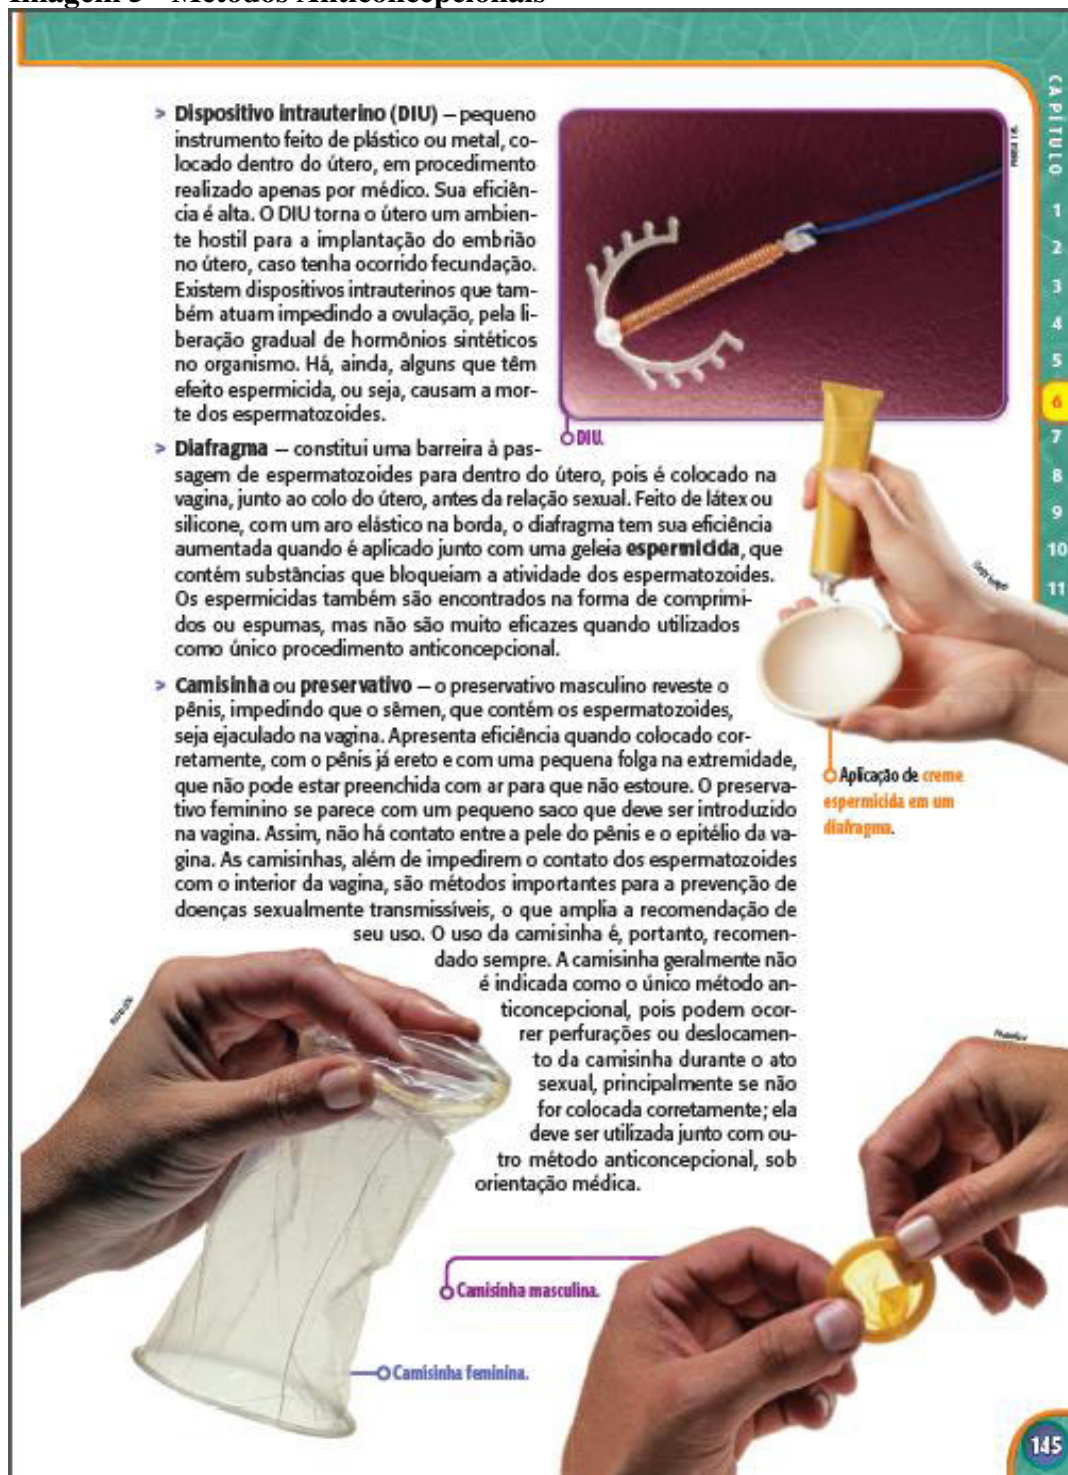 Imagem 3 - Métodos Anticoncepcionais
CAPÍTULO
1
2
3
4
5
6
7
8
9
10
11
> Dispositivo intrauterino (DIU) – pequeno
instrumento feito de plástico ou metal, co-
locado dentro do útero, em procedimento
realizado apenas por médico. Sua eficiên-
cia é alta. O DIU torna o útero um ambien-
te hostil para a implantação do embrião
no útero, caso tenha ocorrido fecundação.
Existem dispositivos intrauterinos que tam-
bém atuam impedindo a ovulação, pela li-
beração gradual de hormônios sintéticos
no organismo. Há, ainda, alguns que têm
efeito espermicida, ou seja, causam a mor-
te dos espermatozoides.
DIU.
> Diafragma – constitui uma barreira à pas-
sagem de espermatozoides para dentro do útero, pois é colocado na
vagina, junto ao colo do útero, antes da relação sexual. Feito de látex ou
silicone, com um aro elástico na borda, o diafragma tem sua eficiência
aumentada quando é aplicado junto com uma geleia espermicida, que
contém substâncias que bloqueiam a atividade dos espermatozoides.
Os espermicidas também são encontrados na forma de comprimi-
dos ou espumas, mas não são muito eficazes quando utilizados
como único procedimento anticoncepcional.
Aplicação de creme
espermicida em um
diafragma.
> Camisinha ou preservativo – o preservativo masculino reveste o
pênis, impedindo que o sêmen, que contém os espermatozoides,
seja ejaculado na vagina. Apresenta eficiência quando colocado cor-
retamente, com o pênis já ereto e com uma pequena folga na extremidade,
que não pode estar preenchida com ar para que não estoure. O preserva-
tivo feminino se parece com um pequeno saco que deve ser introduzido
na vagina. Assim, não há contato entre a pele do pênis e o epitélio da va-
gina. As camisinhas, além de impedirem o contato dos espermatozoides
com o interior da vagina, são métodos importantes para a prevenção de
doenças sexualmente transmissíveis, o que amplia a recomendação de
seu uso. O uso da camisinha é, portanto, recomen-
dado sempre. A camisinha geralmente não
é indicada como o único método an-
ticoncepcional, pois podem ocor-
rer perfurações ou deslocamen-
to da camisinha durante o ato
sexual, principalmente se não
for colocada corretamente; ela
deve ser utilizada junto com ou-
tro método anticoncepcional, sob
orientação médica.
Camisinha masculina.
Camisinha feminina.
145